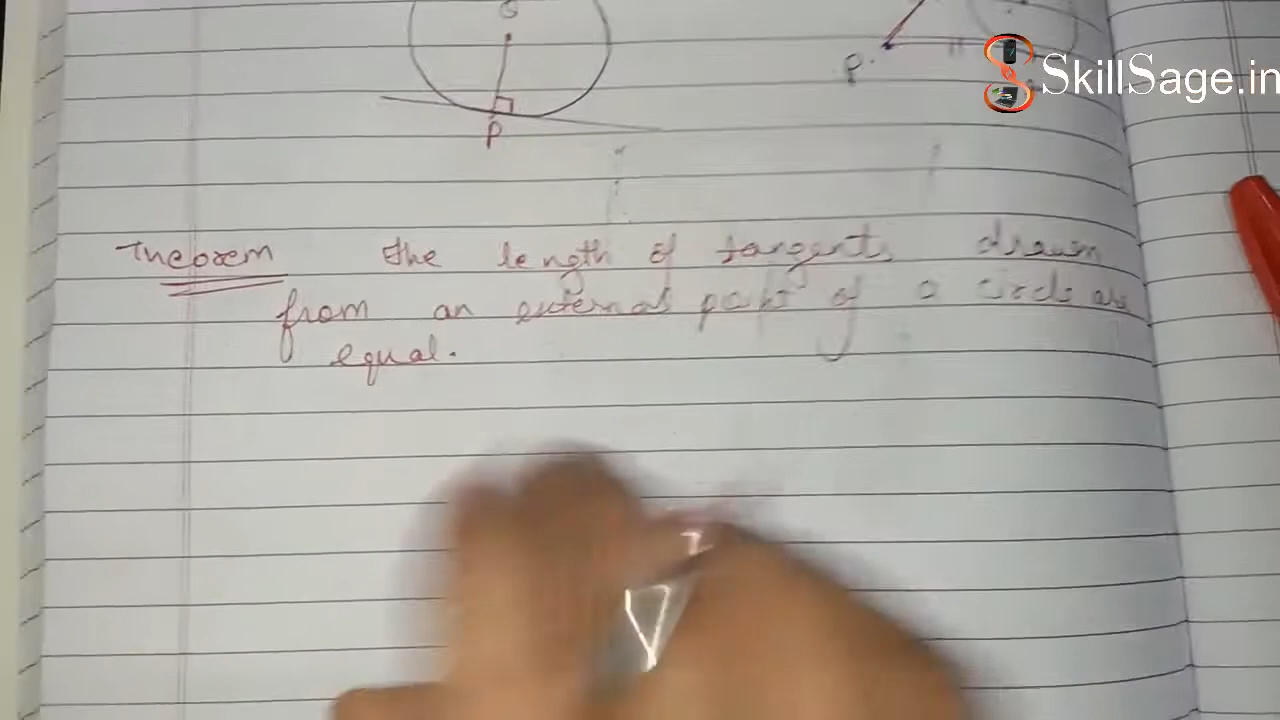 O
P
P.
SkillSage.in
Theorem the length of tangents drawn
from an external point of a circle are
equal.